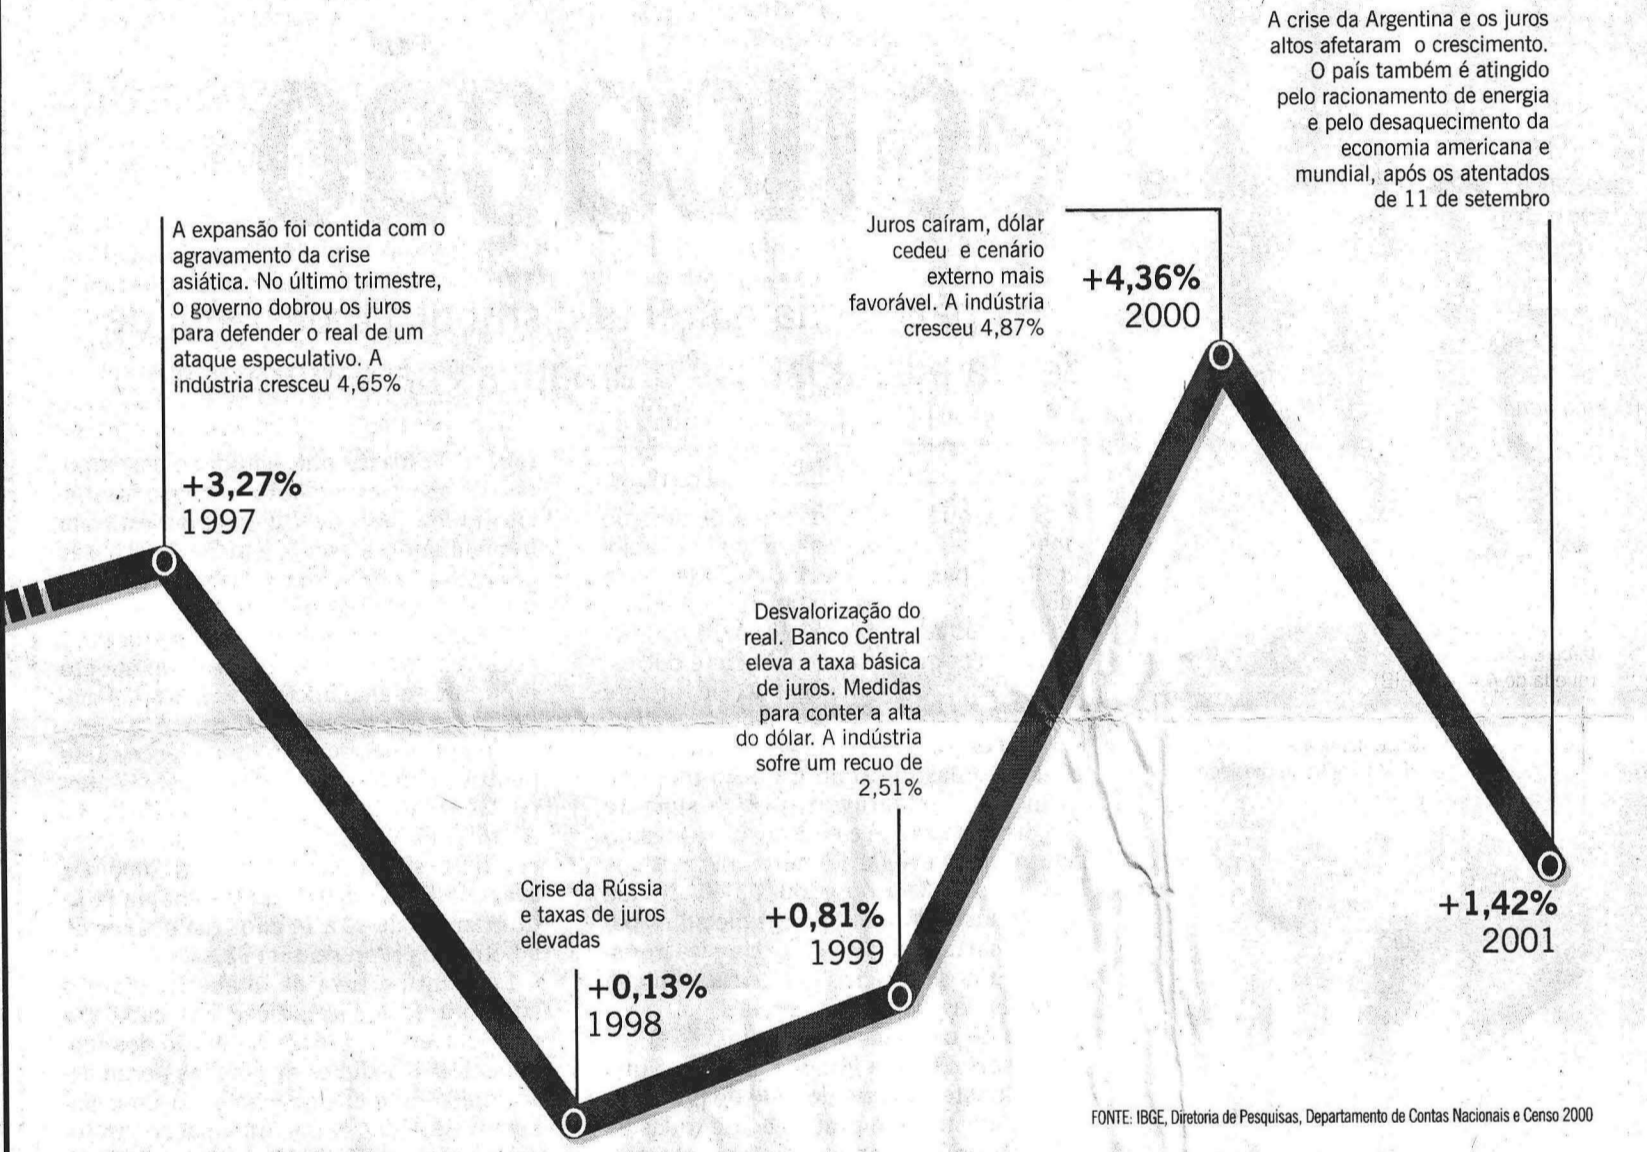 A crise da Argentina e os juros
altos afetaram o crescimento.
O país também é atingido
pelo racionamento de energia
e pelo desaquecimento da
economia americana e
mundial, após os atentados
de 11 de setembro
A expansão foi contida com o
agravamento da crise
asiática. No último trimestre,
o governo dobrou os juros
para defender o real de um
ataque especulativo. A
indústria cresceu 4,65%
+3,27%
1997
Juros caíram, dólar
cedeu e cenário
externo mais
favorável. A indústria
cresceu 4,87%
+4,36%
2000
Desvalorização do
real. Banco Central
eleva a taxa básica
de juros. Medidas
para conter a alta
do dólar. A indústria
sofre um recuo de
2,51%
+0,81%
1999
Crise da Rússia
e taxas de juros
elevadas
+0,13%
1998
+1,42%
2001
FONTE: IBGE, Diretoria de Pesquisas, Departamento de Contas Nacionais e Censo 2000